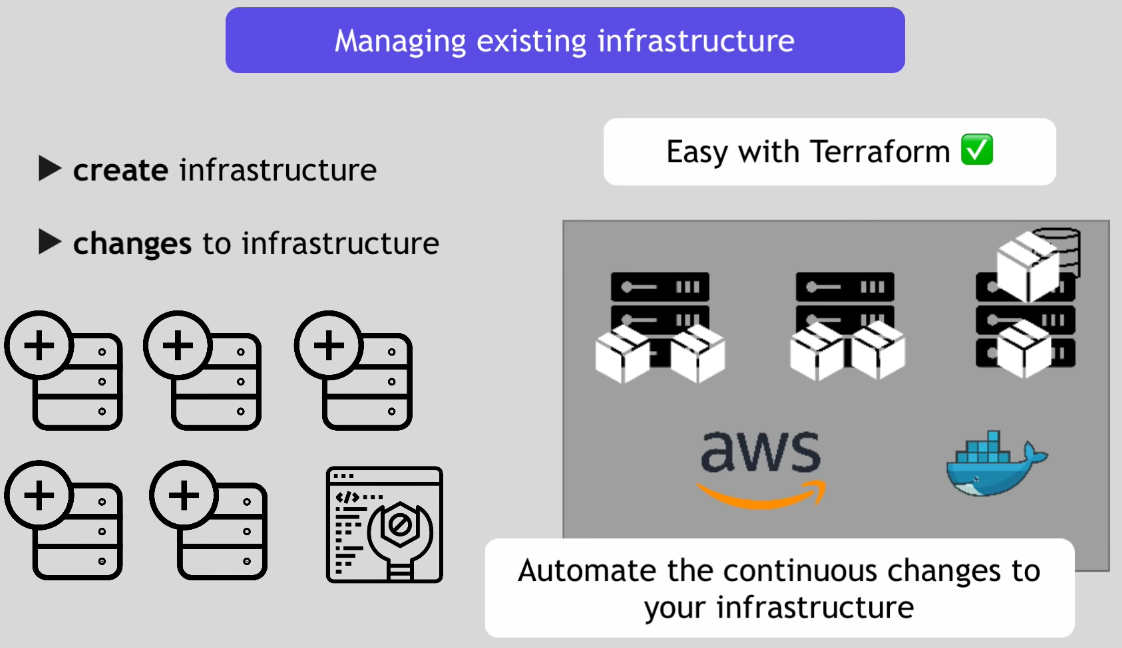 Managing existing infrastructure
Easy with Terraform ✅
▶ create infrastructure
▶ changes to infrastructure
aws
</>
Automate the continuous changes to
your infrastructure